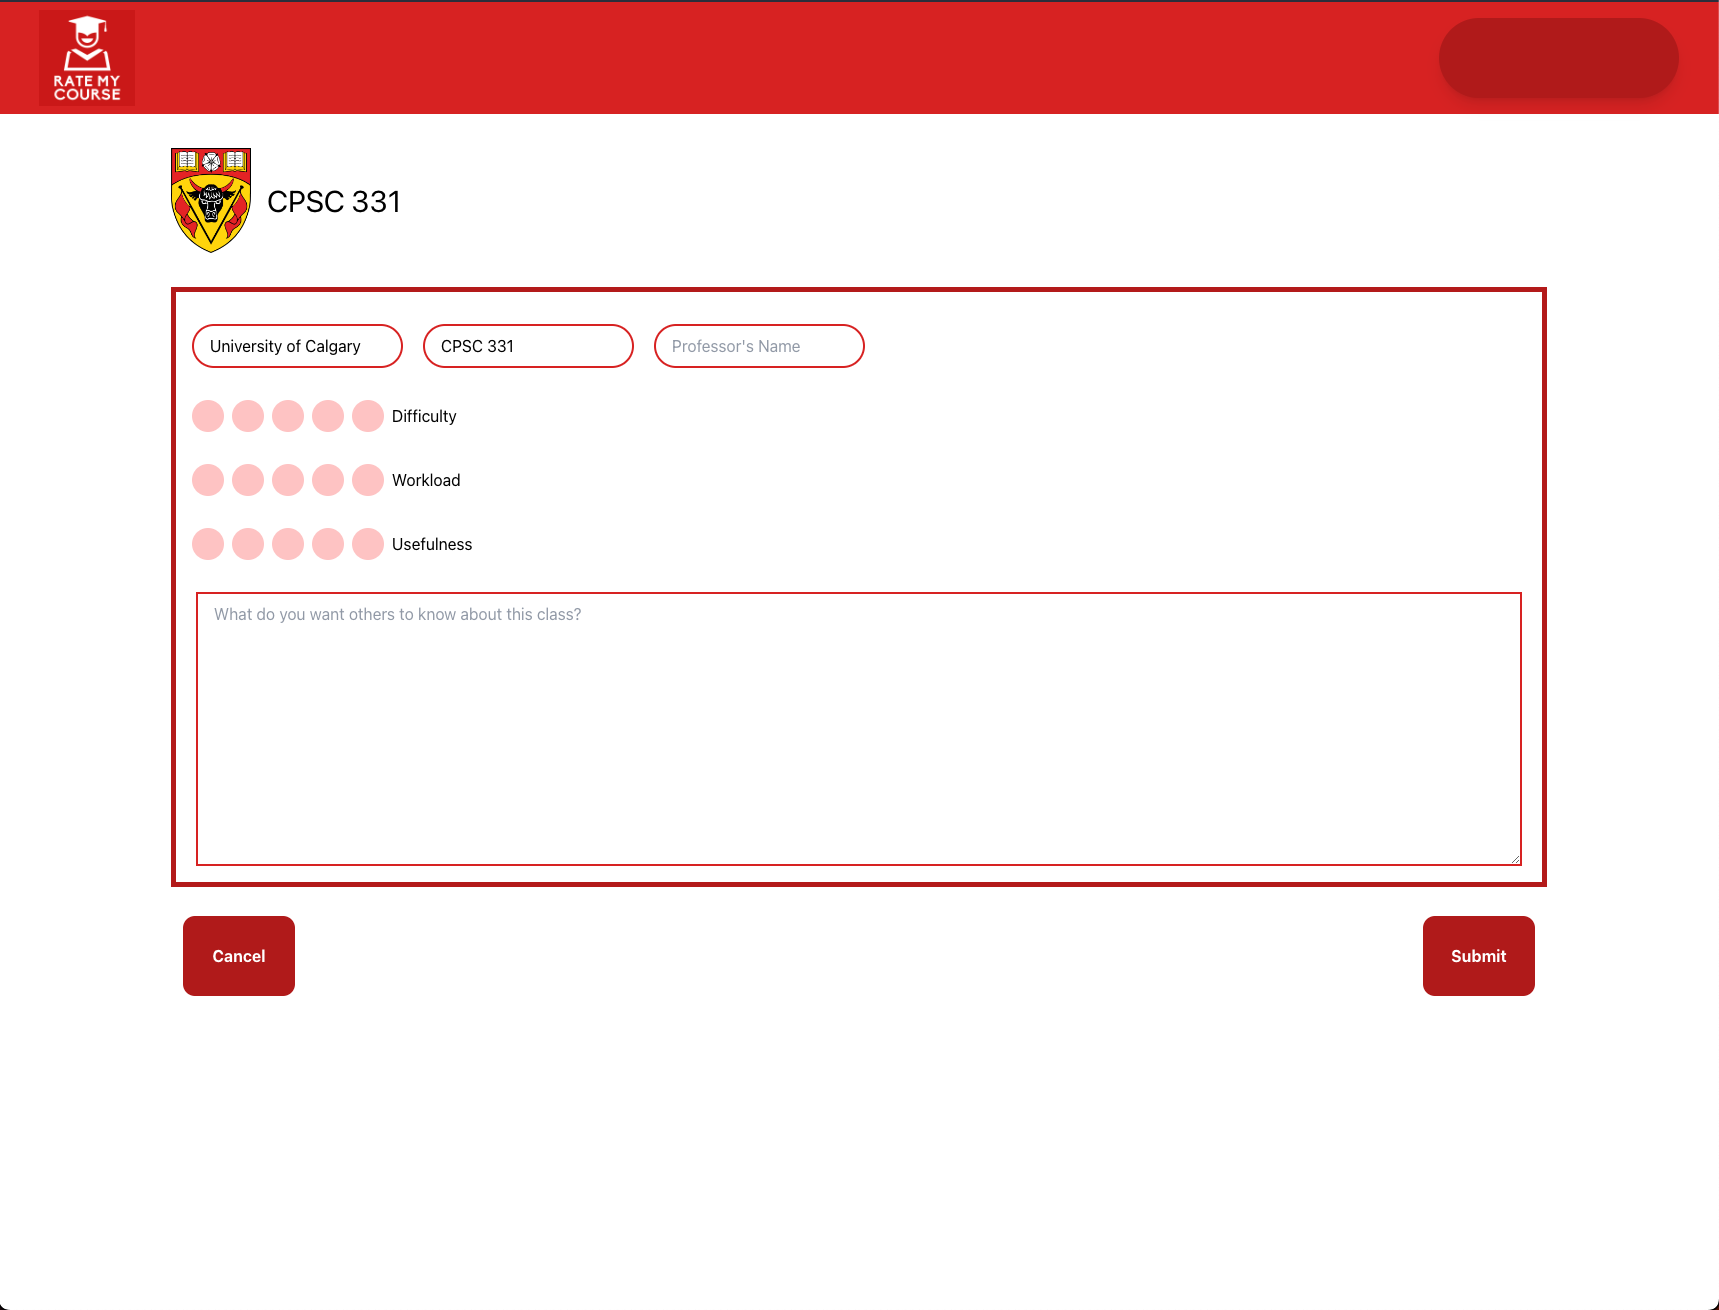 RATE MY
COURSE
CPSC 331
University of Calgary
CPSC 331
Professor's Name
Difficulty
Workload
Usefulness
What do you want others to know about this class?
Cancel
Submit